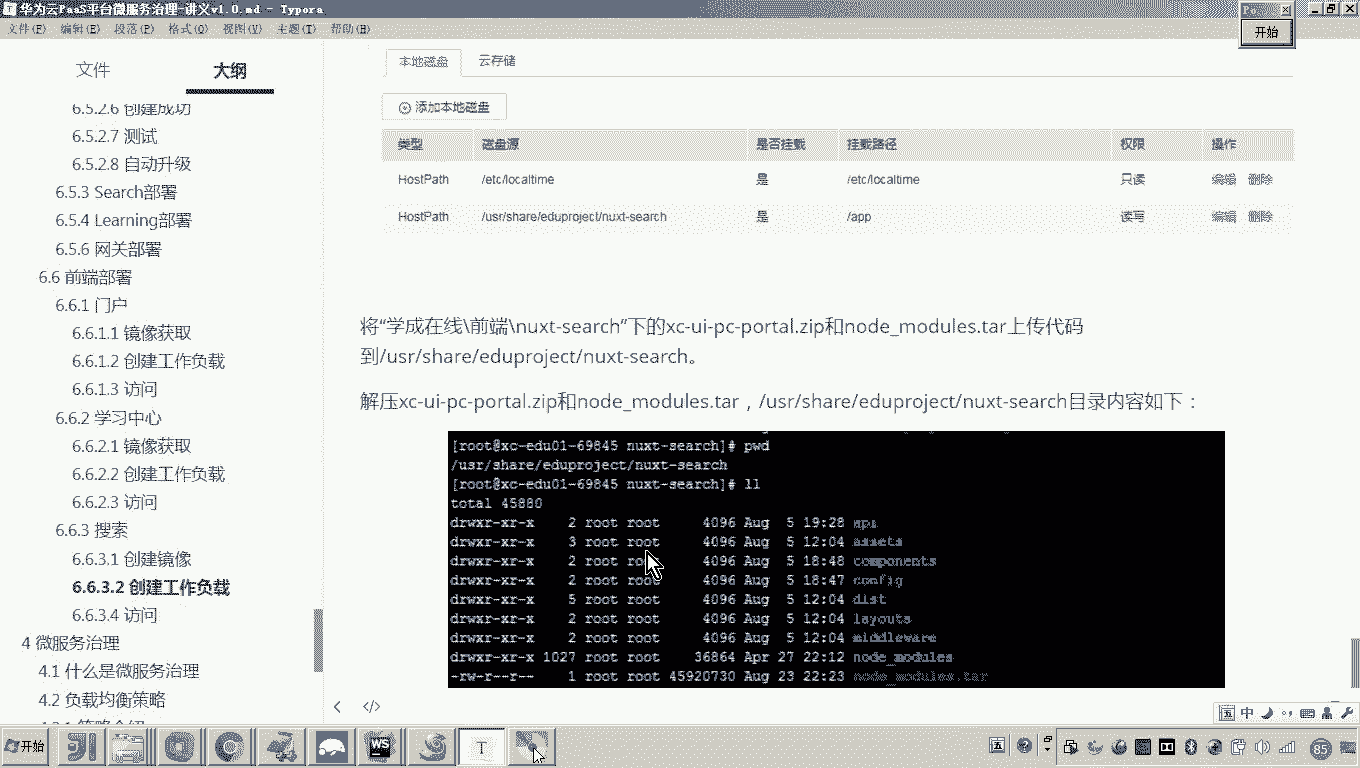 华为云PaaS平台微服务治理-讲义v1.0.md - Typora
文件(F) 编辑(E) 段落(P) 格式(O) 视图(V) 主题(T) 帮助(H)
开始
文件 大纲
6.5.2.6 创建成功
6.5.2.7 测试
6.5.2.8 自动升级
6.5.3 Search部署
6.5.4 Learning部署
6.5.6 网关部署
6.6 前端部署
6.6.1 门户
6.6.1.1 镜像获取
6.6.1.2 创建工作负载
6.6.1.3 访问
6.6.2 学习中心
6.6.2.1 镜像获取
6.6.2.2 创建工作负载
6.6.2.3 访问
6.6.3 搜索
6.6.3.1 创建镜像
6.6.3.2 创建工作负载
6.6.3.4 访问
4 微服务治理
4.1 什么是微服务治理
4.2 负载均衡策略
本地磁盘 云存储
添加本地磁盘
类型 磁盘源 是否挂载 挂载路径 权限 操作
HostPath /etc/localtime 是 /etc/localtime 只读 编辑 删除
HostPath /usr/share/eduproject/nuxt-search 是 /app 读写 编辑 删除
将“学成在线\前端\nuxt-search”下的xc-ui-pc-portal.zip和node_modules.tar上传代码
到/usr/share/eduproject/nuxt-search。
解压xc-ui-pc-portal.zip和node_modules.tar，/usr/share/eduproject/nuxt-search目录内容如下：
[root@xc-edu01-69845 nuxt-search]# pwd
/usr/share/eduproject/nuxt-search
[root@xc-edu01-69845 nuxt-search]# ll
total 45880
drwxr-xr-x 2 root root 4096 Aug 5 19:28 api
drwxr-xr-x 3 root root 4096 Aug 5 12:04 assets
drwxr-xr-x 2 root root 4096 Aug 5 18:48 components
drwxr-xr-x 2 root root 4096 Aug 5 18:47 config
drwxr-xr-x 5 root root 4096 Aug 5 12:04 dist
drwxr-xr-x 2 root root 4096 Aug 5 12:04 layouts
drwxr-xr-x 2 root root 4096 Aug 5 12:04 middleware
drwxr-xr-x 1027 root root 36864 Apr 27 22:12 node_modules
-rw-r--r-- 1 root root 45920730 Aug 23 22:23 node_modules.tar
</>
五 中
开始 WS T 五 85